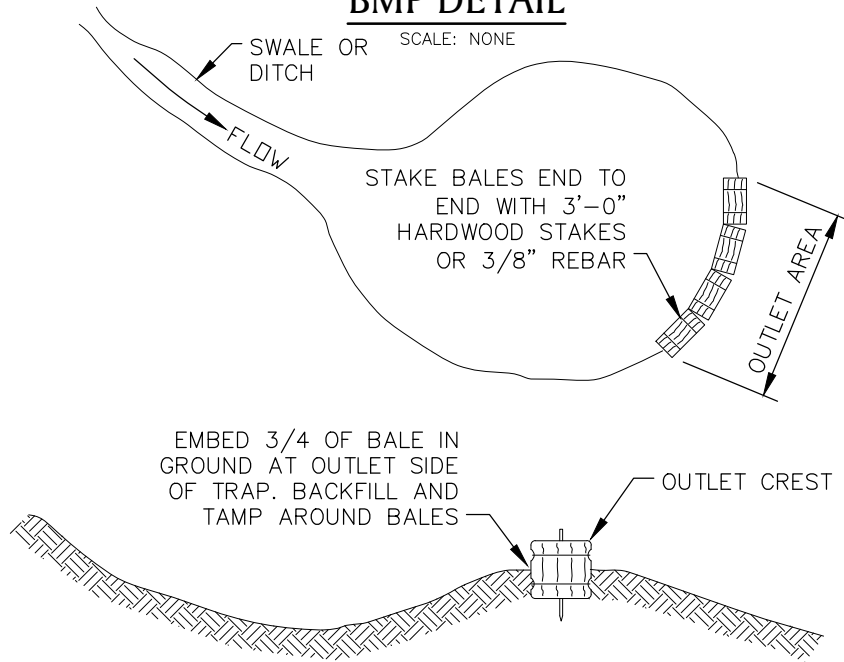 BMP DETAIL
SCALE: NONE
SWALE OR
DITCH
FLOW
STAKE BALES END TO
END WITH 3'-0"
HARDWOOD STAKES
OR 3/8" REBAR
OUTLET AREA
EMBED 3/4 OF BALE IN
GROUND AT OUTLET SIDE
OF TRAP. BACKFILL AND
TAMP AROUND BALES
OUTLET CREST